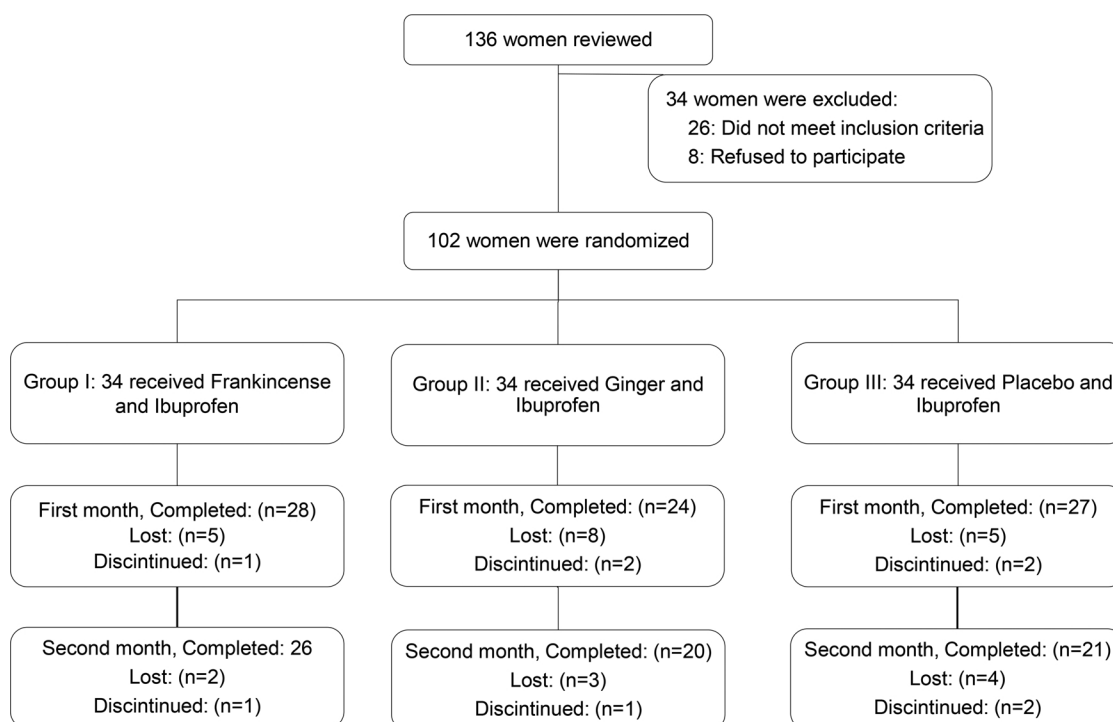 136 women reviewed
34 women were excluded:
26: Did not meet inclusion criteria
8: Refused to participate
102 women were randomized
Group I: 34 received Frankincense
and Ibuprofen
Group II: 34 received Ginger and
Ibuprofen
Group III: 34 received Placebo and
Ibuprofen
First month, Completed: (n=28)
Lost: (n=5)
Discintinued: (n=1)
First month, Completed: (n=24)
Lost: (n=8)
Discintinued: (n=2)
First month, Completed: (n=27)
Lost: (n=5)
Discintinued: (n=2)
Second month, Completed: 26
Lost: (n=2)
Discintinued: (n=1)
Second month, Completed: (n=20)
Lost: (n=3)
Discintinued: (n=1)
Second month, Completed: (n=21)
Lost: (n=4)
Discintinued: (n=2)